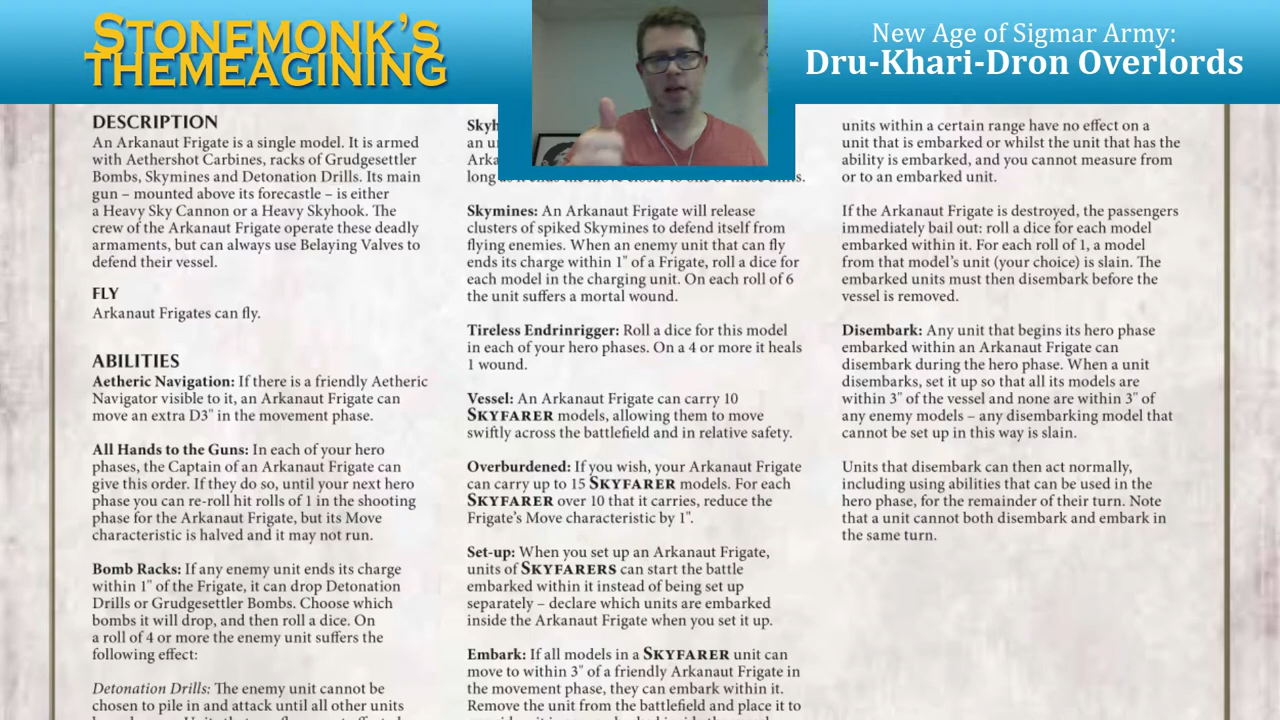 STONEMONK'S
THEMEAGINING
New Age of Sigmar Army:
Dru-Khari-Dron Overlords
DESCRIPTION
An Arkanaut Frigate is a single model. It is armed
with Aethershot Carbines, racks of Grudgesettler
Bombs, Skymines and Detonation Drills. Its main
gun – mounted above its forecastle – is either
a Heavy Sky Cannon or a Heavy Skyhook. The
crew of the Arkanaut Frigate operate these deadly
armaments, but can always use Belaying Valves to
defend their vessel.
FLY
Arkanaut Frigates can fly.
ABILITIES
Aetheric Navigation: If there is a friendly Aetheric
Navigator visible to it, an Arkanaut Frigate can
move an extra D3" in the movement phase.
All Hands to the Guns: In each of your hero
phases, the Captain of an Arkanaut Frigate can
give this order. If they do so, until your next hero
phase you can re-roll hit rolls of 1 in the shooting
phase for the Arkanaut Frigate, but its Move
characteristic is halved and it may not run.
Bomb Racks: If any enemy unit ends its charge
within 1" of the Frigate, it can drop Detonation
Drills or Grudgesettler Bombs. Choose which
bombs it will drop, and then roll a dice. On
a roll of 4 or more the enemy unit suffers the
following effect:
Detonation Drills: The enemy unit cannot be
chosen to pile in and attack until all other units
Skyh
an un
Arka
long as it ends the move closer to one of these units.
Skymines: An Arkanaut Frigate will release
clusters of spiked Skymines to defend itself from
flying enemies. When an enemy unit that can fly
ends its charge within 1" of a Frigate, roll a dice for
each model in the charging unit. On each roll of 6
the unit suffers a mortal wound.
Tireless Endrinrigger: Roll a dice for this model
in each of your hero phases. On a 4 or more it heals
1 wound.
Vessel: An Arkanaut Frigate can carry 10
SKYFARER models, allowing them to move
swiftly across the battlefield and in relative safety.
Overburdened: If you wish, your Arkanaut Frigate
can carry up to 15 SKYFARER models. For each
SKYFARER over 10 that it carries, reduce the
Frigate's Move characteristic by 1".
Set-up: When you set up an Arkanaut Frigate,
units of SKYFARERS can start the battle
embarked within it instead of being set up
separately – declare which units are embarked
inside the Arkanaut Frigate when you set it up.
Embark: If all models in a SKYFARER unit can
move to within 3" of a friendly Arkanaut Frigate in
the movement phase, they can embark within it.
Remove the unit from the battlefield and place it to
units within a certain range have no effect on a
unit that is embarked or whilst the unit that has the
ability is embarked, and you cannot measure from
or to an embarked unit.
If the Arkanaut Frigate is destroyed, the passengers
immediately bail out: roll a dice for each model
embarked within it. For each roll of 1, a model
from that model's unit (your choice) is slain. The
embarked units must then disembark before the
vessel is removed.
Disembark: Any unit that begins its hero phase
embarked within an Arkanaut Frigate can
disembark during the hero phase. When a unit
disembarks, set it up so that all its models are
within 3" of the vessel and none are within 3" of
any enemy models – any disembarking model that
cannot be set up in this way is slain.
Units that disembark can then act normally,
including using abilities that can be used in the
hero phase, for the remainder of their turn. Note
that a unit cannot both disembark and embark in
the same turn.